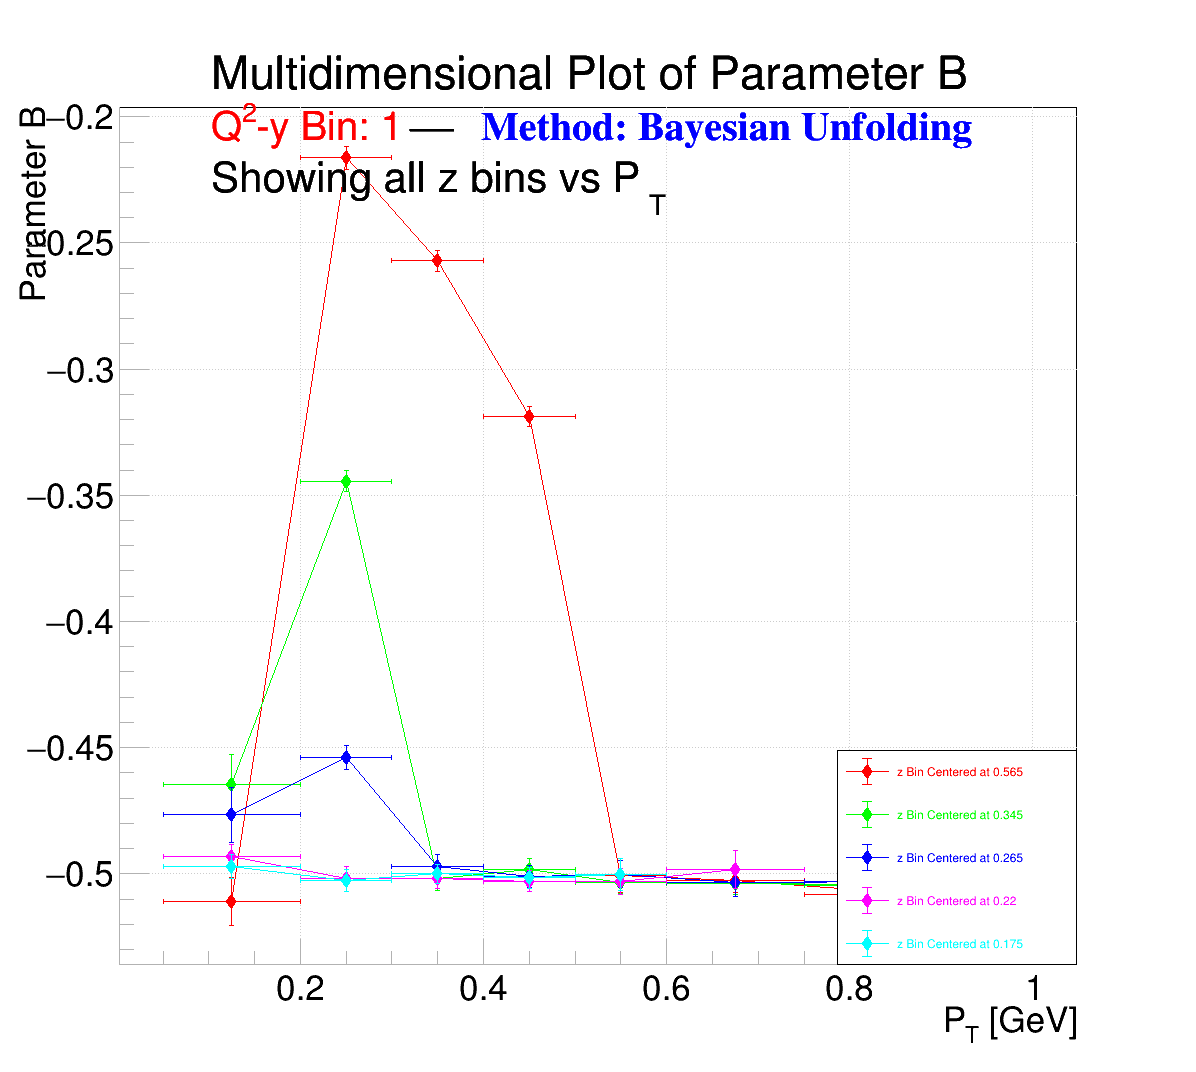 Multidimensional Plot of Parameter B
Q²-y Bin: 1 — Method: Bayesian Unfolding
Showing all z bins vs P_T
Parameter B
−0.2
−0.25
−0.3
−0.35
−0.4
−0.45
−0.5
z Bin Centered at 0.565
z Bin Centered at 0.345
z Bin Centered at 0.265
z Bin Centered at 0.22
z Bin Centered at 0.175
0.2 0.4 0.6 0.8 1
P_T [GeV]